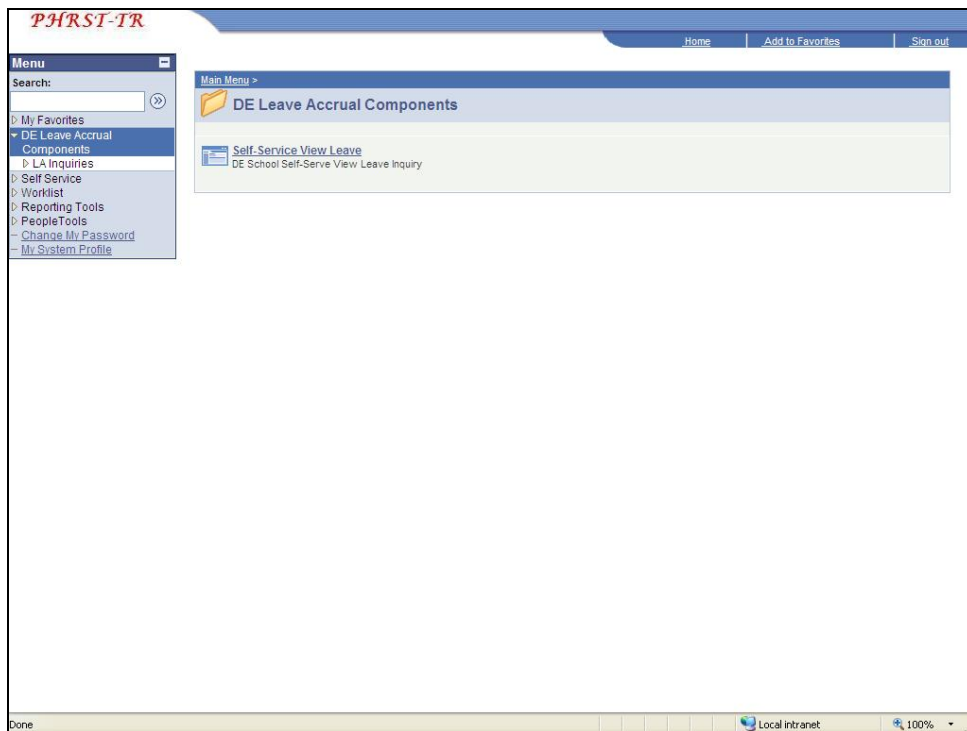 PHRST-TR
Home
Add to Favorites
Sign out
Menu
Search:
My Favorites
DE Leave Accrual
Components
LA Inquiries
Self Service
Worklist
Reporting Tools
PeopleTools
Change My Password
My System Profile
Main Menu >
DE Leave Accrual Components
Self-Service View Leave
DE School Self-Serve View Leave Inquiry
Done
Local intranet
100%